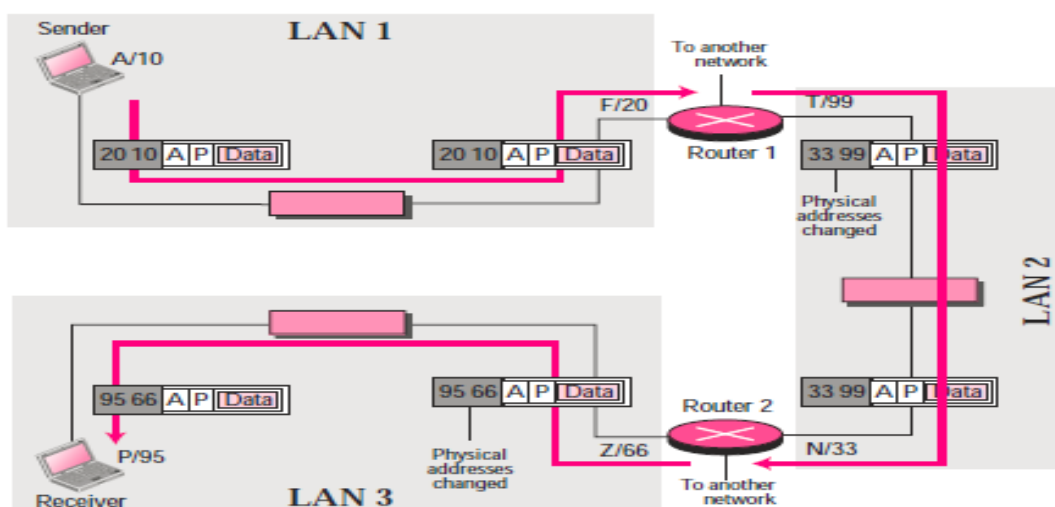 Sender
LAN 1
A/10
To another
network
F/20
T/99
20 10 A P Data
20 10 A P Data
Router 1
33 99 A P Data
Physical
addresses
changed
LAN 2
95 66 A P Data
95 66 A P Data
33 99 A P Data
Router 2
P/95
Physical
addresses
changed
Z/66
N/33
To another
network
Receiver
LAN 3